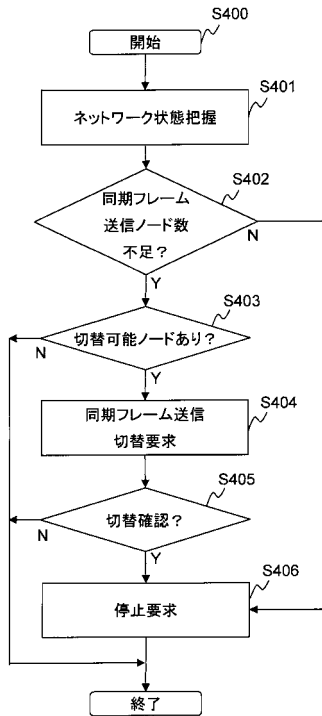 S400
開始
S401
ネットワーク状態把握
S402
同期フレーム
送信ノード数
不足?
N
Y
S403
切替可能ノードあり?
N
Y
S404
同期フレーム送信
切替要求
S405
切替確認?
N
Y
S406
停止要求
終了